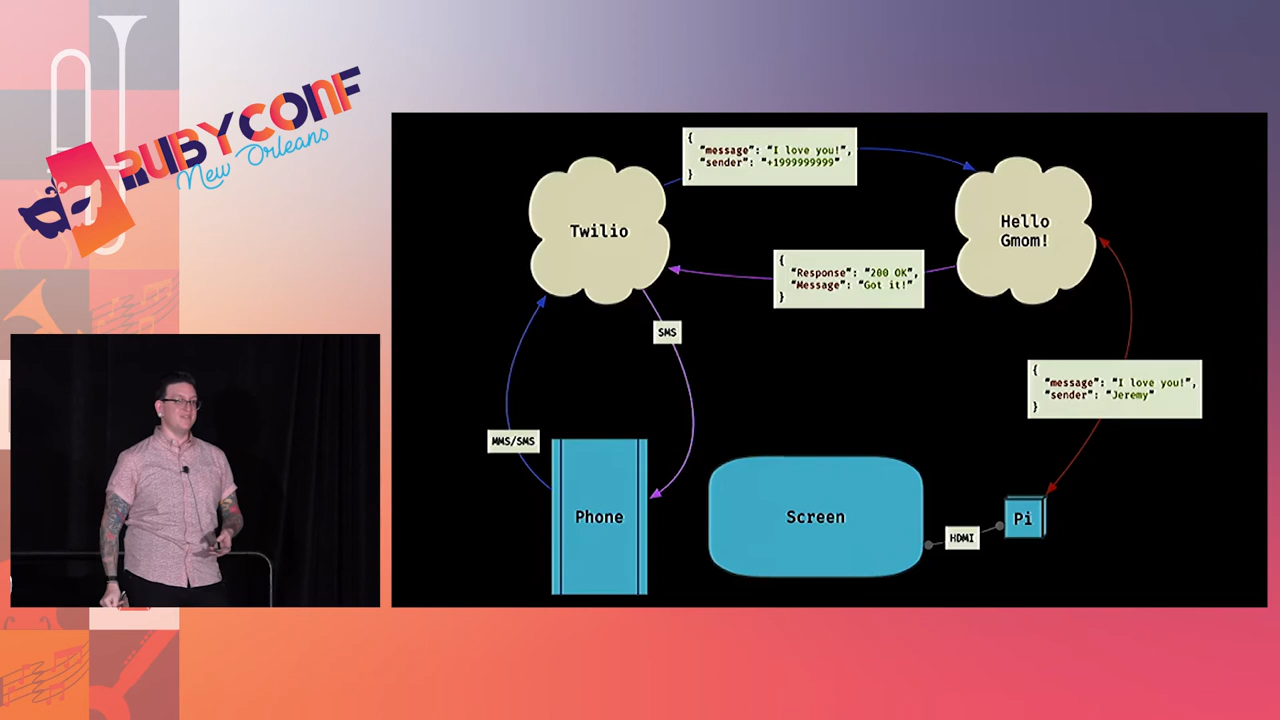 RUBYCONF
New Orleans
{
"message": "I love you!",
"sender": "+1999999999"
}
Twilio
Hello
Gmom!
{
"Response": "200 OK",
"Message": "Got it!"
}
SMS
{
"message": "I love you!",
"sender": "Jeremy"
}
MMS/SMS
Phone
Screen
HDMI
Pi